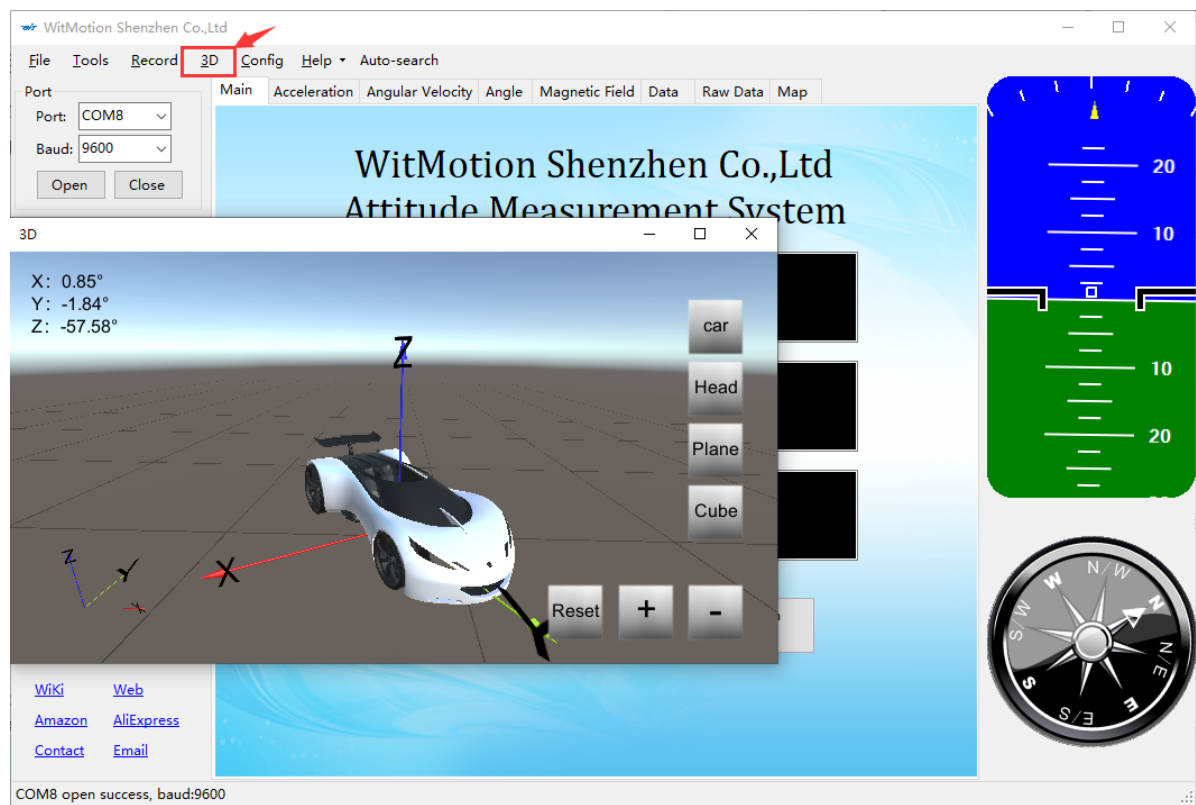 WitMotion Shenzhen Co.,Ltd
File Tools Record 3D Config Help Auto-search
Port
Port: COM8
Baud: 9600
Open Close
Main Acceleration Angular Velocity Angle Magnetic Field Data Raw Data Map
WitMotion Shenzhen Co.,Ltd
Attitude Measurement System
3D
X: 0.85°
Y: -1.84°
Z: -57.58°
Z
X
Y
Z
Y
X
car
Head
Plane
Cube
Reset + -
20
10
10
20
N/W
N
N/E
E
E/S
S
S/W
W
WiKi Web
Amazon AliExpress
Contact Email
COM8 open success, baud:9600